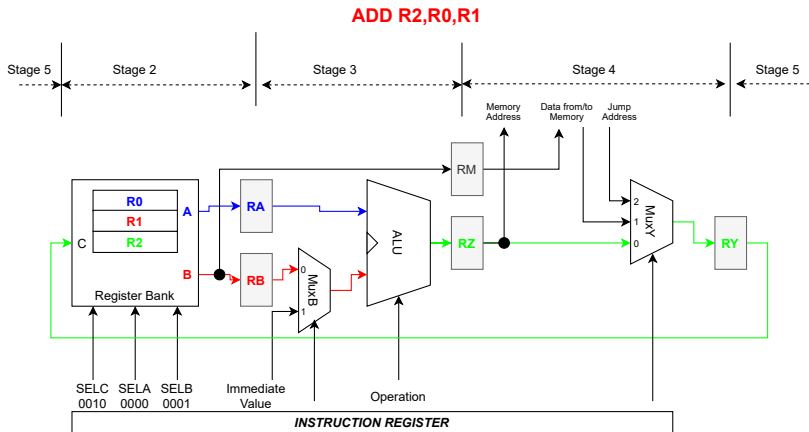 ADD R2,R0,R1
Stage 5
Stage 2
Stage 3
Stage 4
Stage 5
Memory
Address
Data from/to
Memory
Jump
Address
RM
R0
R1
R2
A
B
C
Register Bank
RA
RB
0
1
MuxB
ALU
RZ
2
1
0
MuxY
RY
SELC
0010
SELA
0000
SELB
0001
Immediate
Value
Operation
INSTRUCTION REGISTER